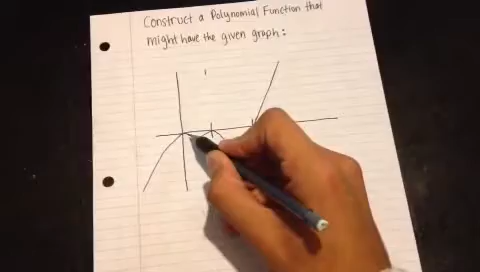 Construct a Polynomial Function that
might have the given graph: